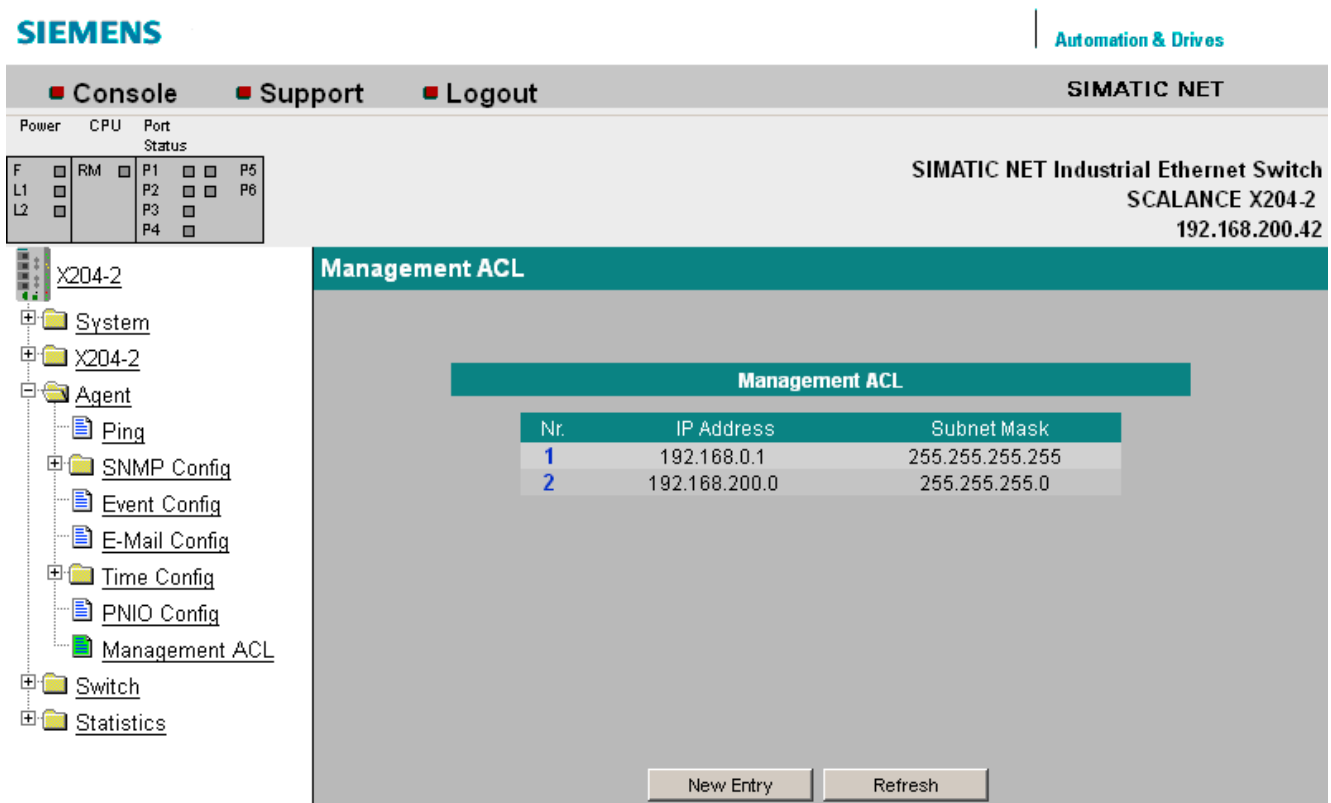 SIEMENS
Automation & Drives
Console Support Logout
SIMATIC NET
Power CPU Port Status
F RM P1 P5
L1 P2 P6
L2 P3
P4
SIMATIC NET Industrial Ethernet Switch
SCALANCE X204-2
192.168.200.42
X204-2
System
X204-2
Agent
Ping
SNMP Config
Event Config
E-Mail Config
Time Config
PNIO Config
Management ACL
Switch
Statistics
Management ACL
Management ACL
Nr. IP Address Subnet Mask
1 192.168.0.1 255.255.255.255
2 192.168.200.0 255.255.255.0
New Entry Refresh